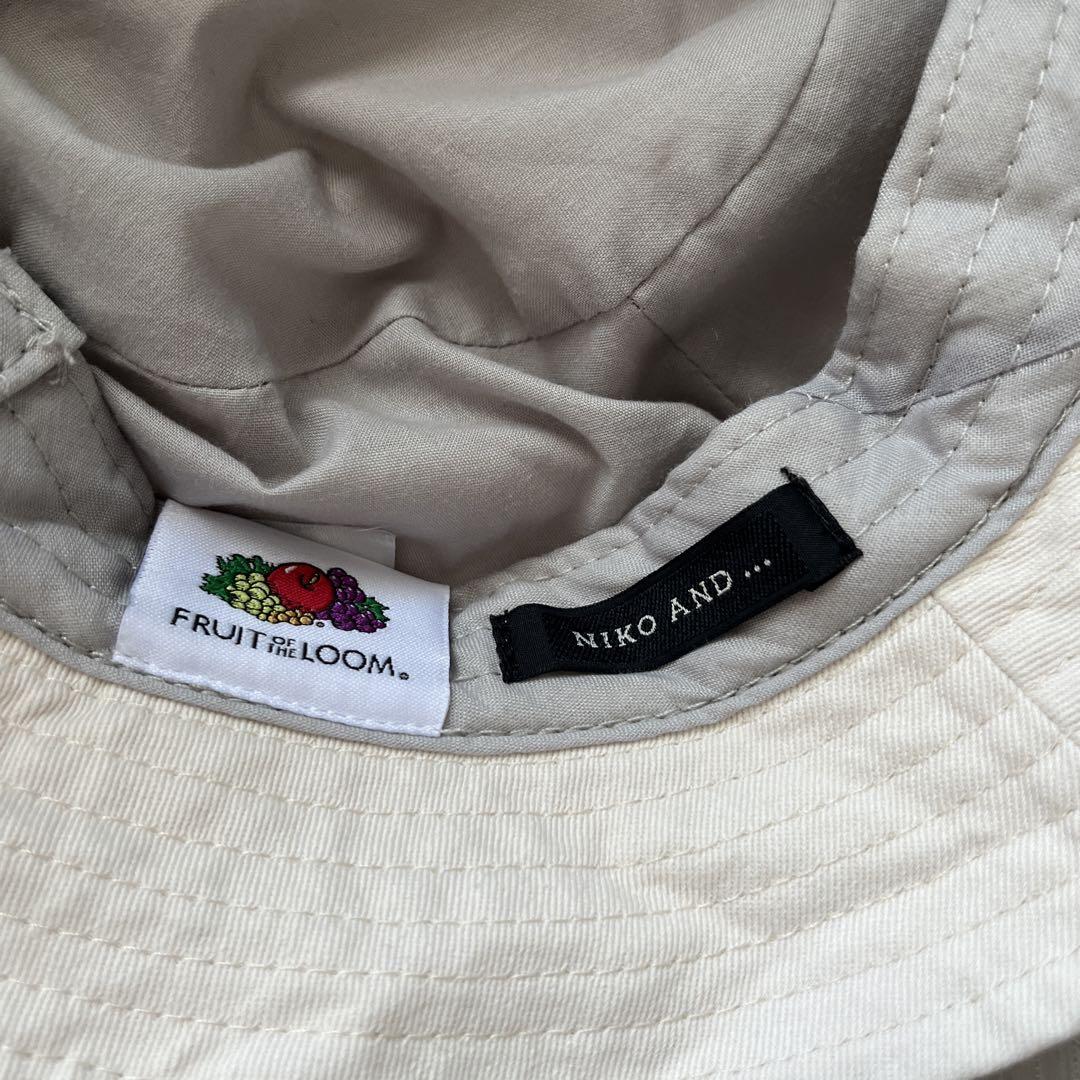 FRUIT OF THE LOOM.
NIKO AND ...